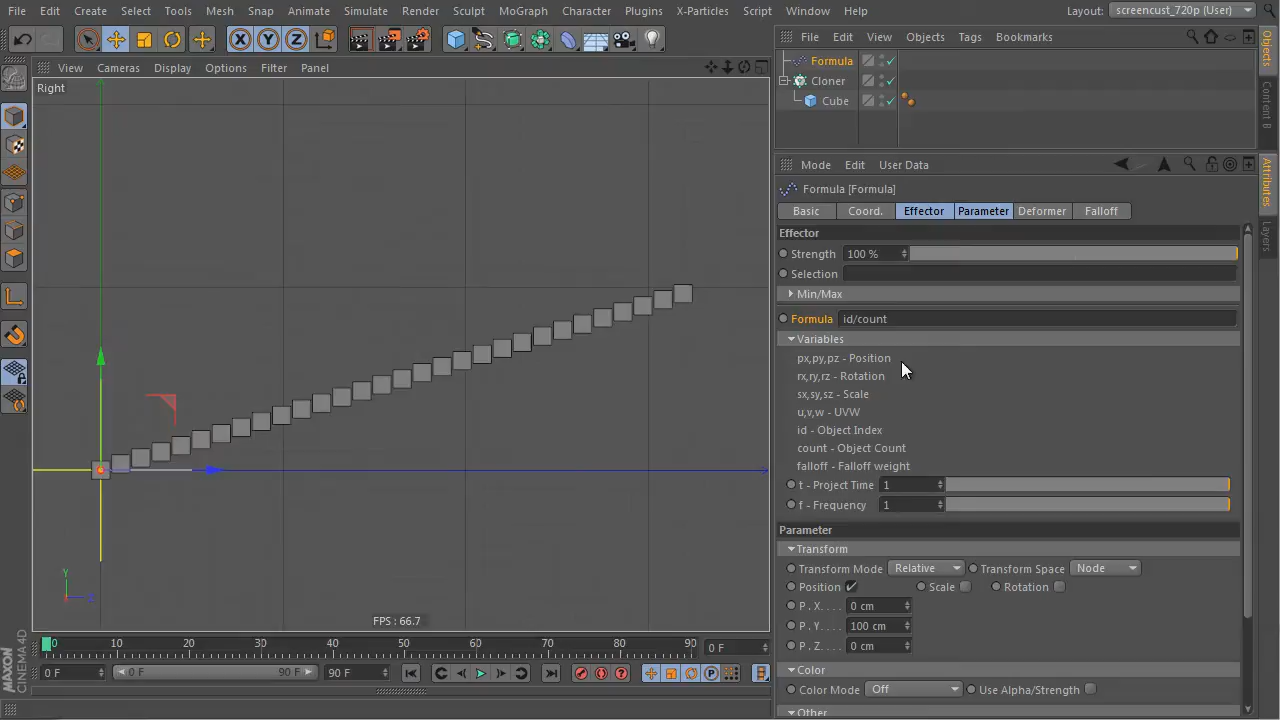 File Edit Create Select Tools Mesh Snap Animate Simulate Render Sculpt MoGraph Character Plugins X-Particles Script Window Help Layout: screencust_720p (User)
File Edit View Objects Tags Bookmarks
View Cameras Display Options Filter Panel
Right
Formula
Cloner
Cube
Objects
Content B
Mode Edit User Data
Formula [Formula]
Basic Coord. Effector Parameter Deformer Falloff
Attributes
Layers
Effector
Strength 100 %
Selection
Min/Max
Formula id/count
Variables
px,py,pz - Position
rx,ry,rz - Rotation
sx,sy,sz - Scale
u,v,w - UVW
id - Object Index
count - Object Count
falloff - Falloff weight
t - Project Time 1
f - Frequency 1
Parameter
Transform
Transform Mode Relative Transform Space Node
Position Scale Rotation
P . X. . . . 0 cm
P . Y. . . . 100 cm
P . Z. . . . 0 cm
Color
Color Mode Off Use Alpha/Strength
Other
Y
Z
FPS : 66.7
0 10 20 30 40 50 60 70 80 90 0 F
0 F 0 F 90 F 90 F
MAXON
CINEMA 4D
X Y Z
P